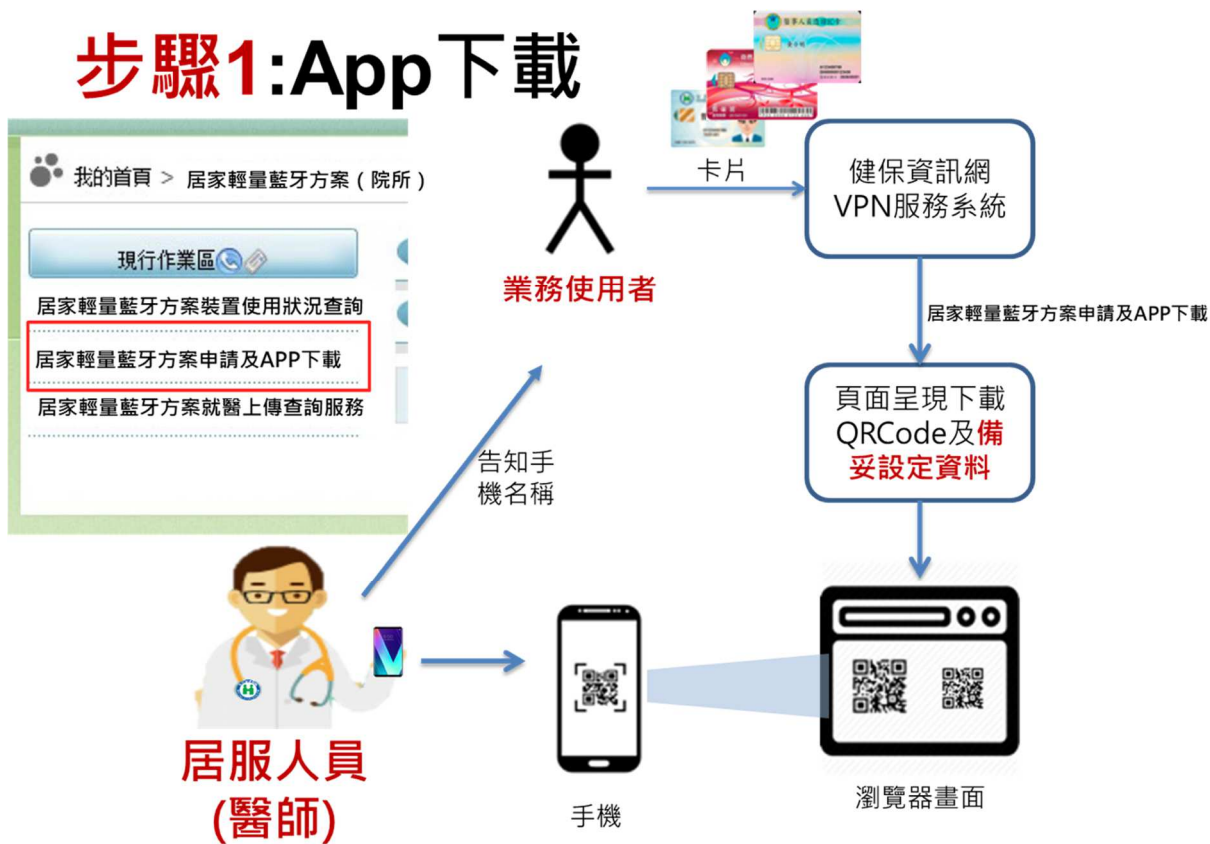 步驟1:App下載
我的首頁 > 居家輕量藍牙方案(院所)
現行作業區
居家輕量藍牙方案裝置使用狀況查詢
居家輕量藍牙方案申請及APP下載
居家輕量藍牙方案就醫上傳查詢服務
業務使用者
卡片
健保資訊網
VPN服務系統
居家輕量藍牙方案申請及APP下載
頁面呈現下載
QRCode及備
妥設定資料
告知手
機名稱
居服人員
(醫師)
手機
瀏覽器畫面